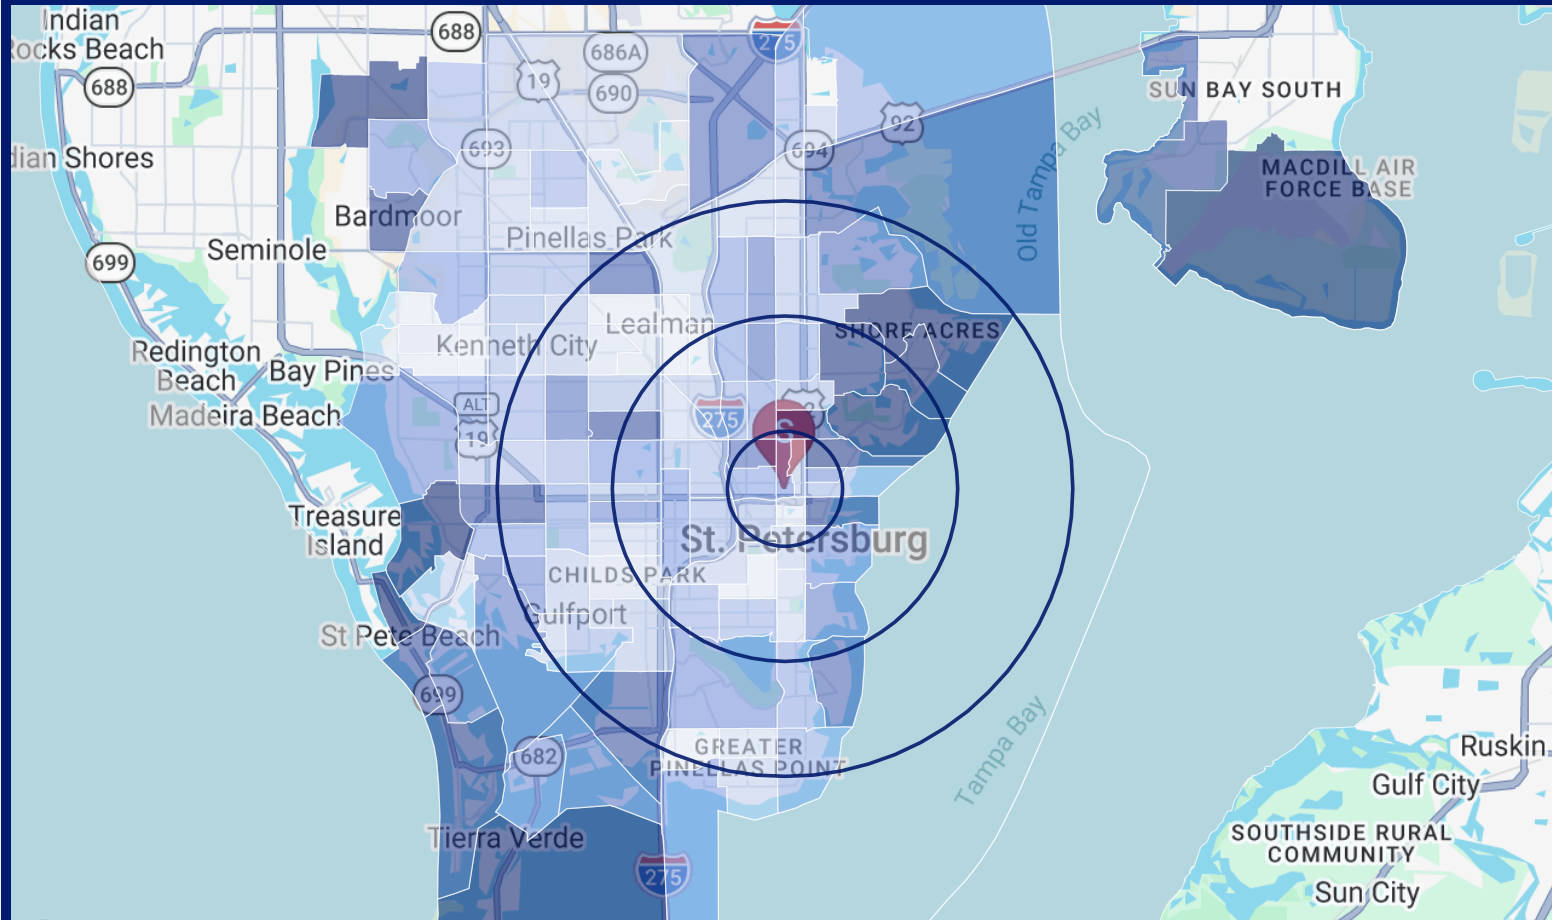 Indian
Rocks Beach
688
686A
275
19
690
688
SUN BAY SOUTH
92
693
694
Indian Shores
Old Tampa Bay
MACDILL AIR
FORCE BASE
Bardmoor
Pinellas Park
Seminole
699
Lealman
SHORE ACRES
Kenneth City
Redington
Beach
Bay Pines
ALT
19
Madeira Beach
275
S
St. Petersburg
Treasure
Island
CHILDS PARK
Gulfport
St Pete Beach
699
Tampa Bay
682
GREATER
PINELLAS POINT
Ruskin
Gulf City
Tierra Verde
SOUTHSIDE RURAL
COMMUNITY
275
Sun City